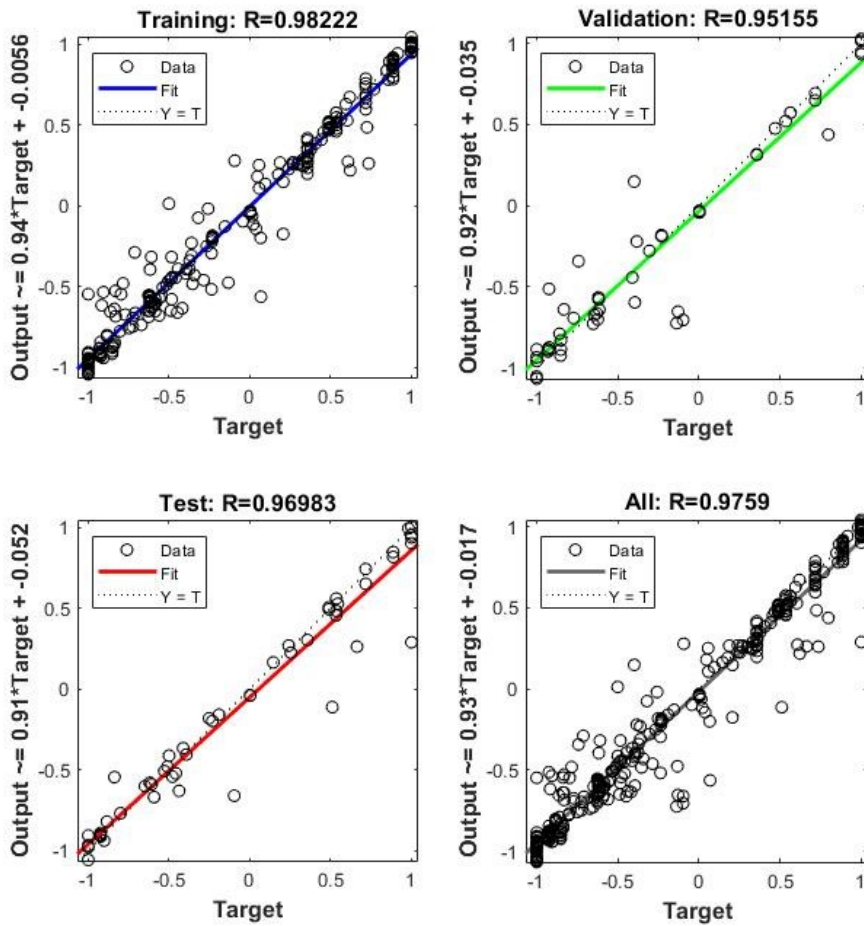 Training: R=0.98222
Output ~= 0.94*Target + -0.0056
1
0.5
0
-0.5
-1
Data
Fit
Y = T
-1
-0.5
0
0.5
1
Target
Validation: R=0.95155
Output ~= 0.92*Target + -0.035
1
0.5
0
-0.5
-1
Data
Fit
Y = T
-1
-0.5
0
0.5
1
Target
Test: R=0.96983
Output ~= 0.91*Target + -0.052
1
0.5
0
-0.5
-1
Data
Fit
Y = T
-1
-0.5
0
0.5
1
Target
All: R=0.9759
Output ~= 0.93*Target + -0.017
1
0.5
0
-0.5
-1
Data
Fit
Y = T
-1
-0.5
0
0.5
1
Target